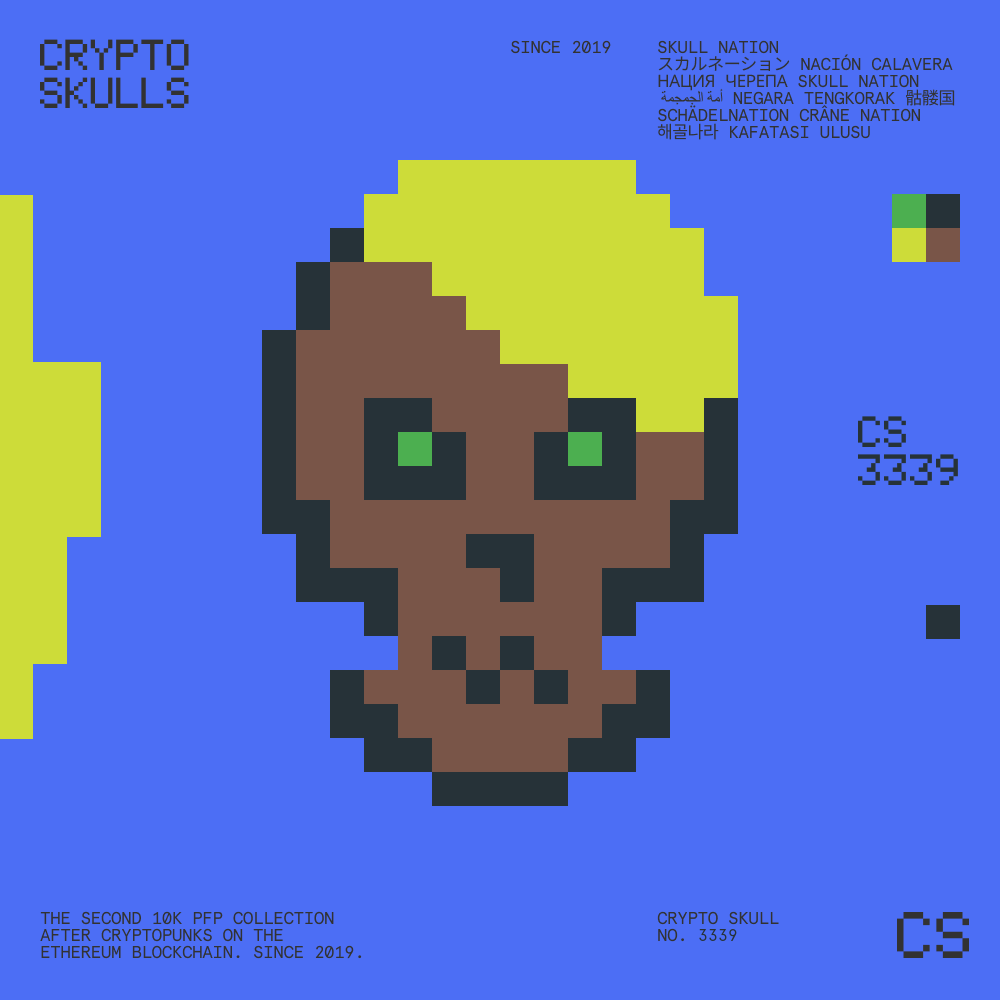 CRYPTO
SKULLS
SINCE 2019
SKULL NATION
スカルネーション NACIÓN CALAVERA
НАЦИЯ ЧЕРЕПА SKULL NATION
أمة الجمجمة NEGARA TENGKORAK 骷髅国
SCHÄDELNATION CRÂNE NATION
해골나라 KAFATASI ULUSU
CS
3339
THE SECOND 10K PFP COLLECTION
AFTER CRYPTOPUNKS ON THE
ETHEREUM BLOCKCHAIN. SINCE 2019.
CRYPTO SKULL
NO. 3339
CS